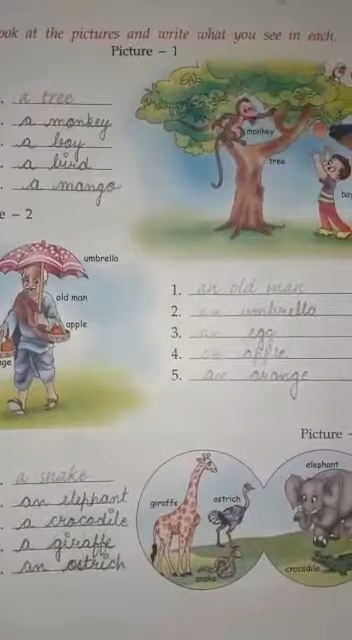 ook at the pictures and write what you see in each.
Picture – 1
. a tree
. a monkey
. a boy
. a bird
. a mango
monkey
tree
boy
e – 2
umbrella
old man
apple
ge
1. an old man
2. an umbrella
3. an egg
4. an apple
5. an orange
Picture –
. a snake
. an elephant
. a crocodile
. a giraffe
. an ostrich
giraffe
ostrich
snake
elephant
crocodile